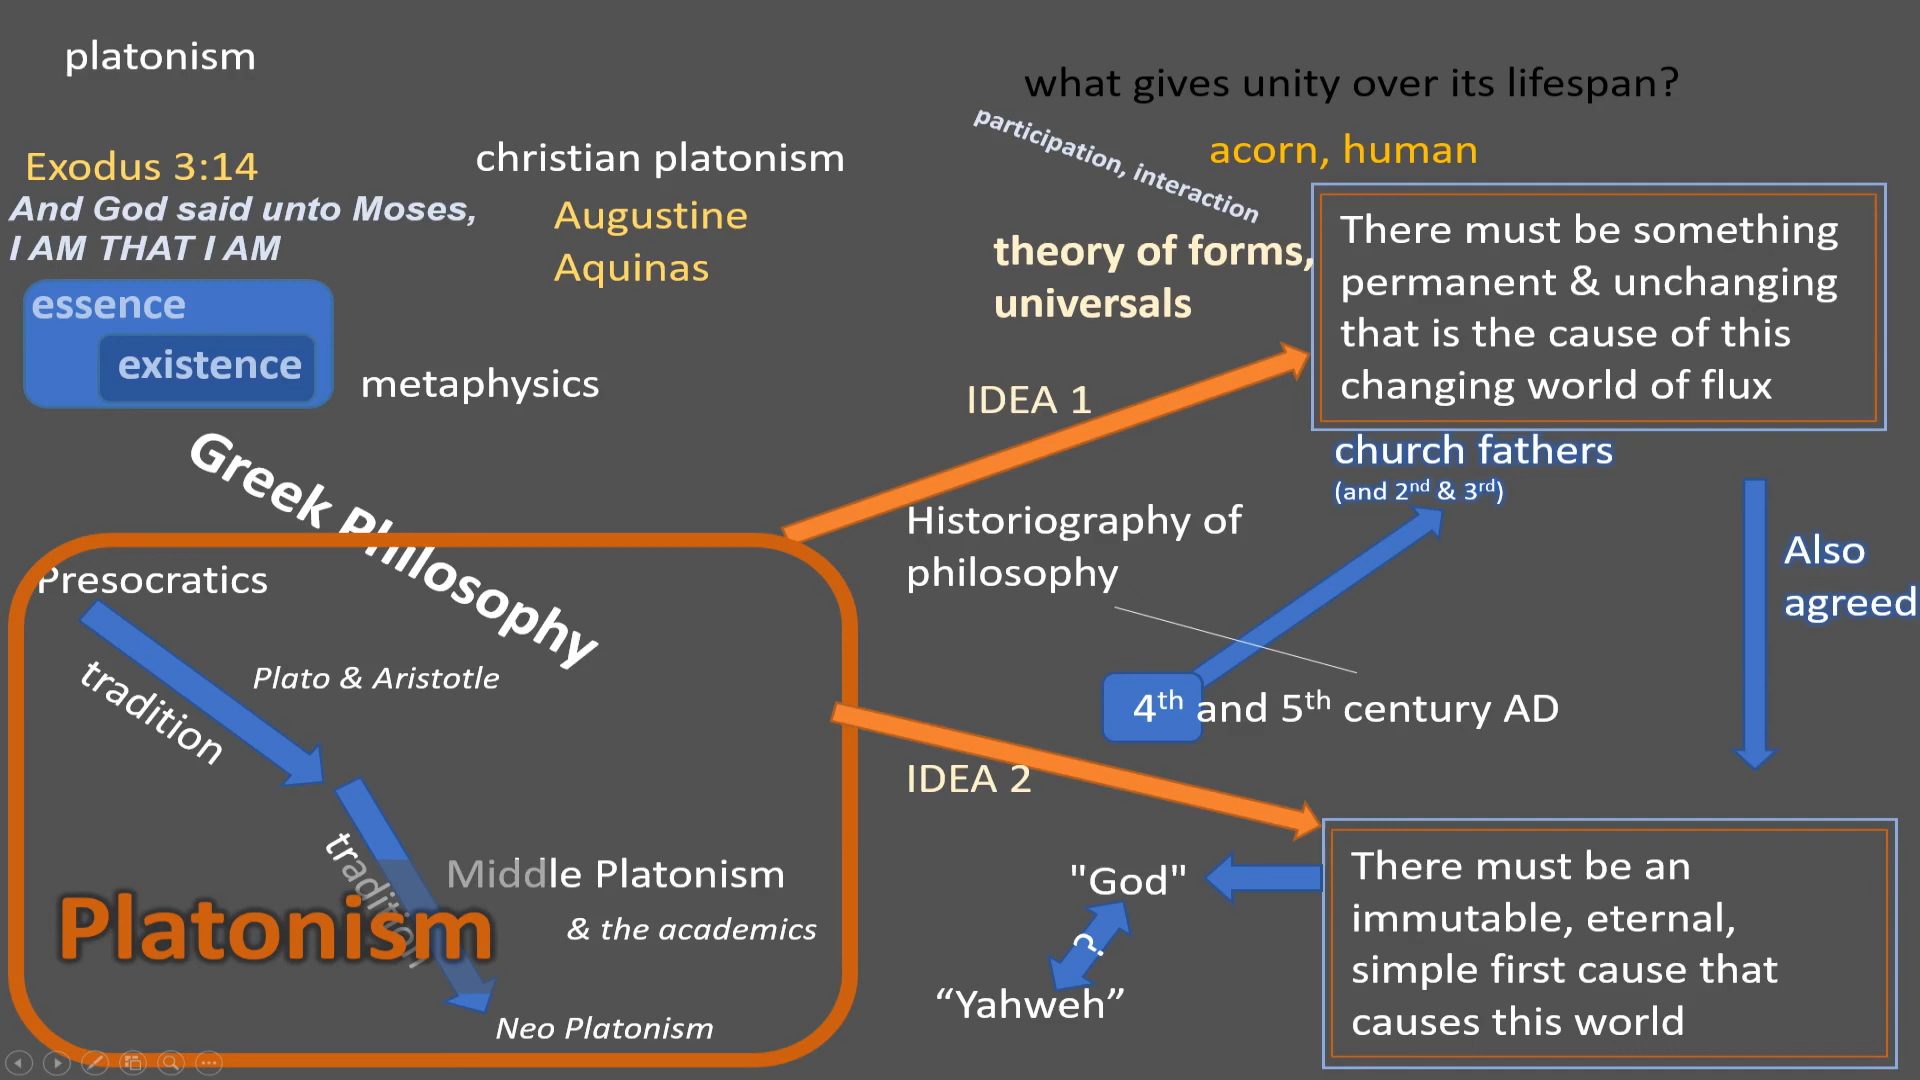 platonism
what gives unity over its lifespan?
participation, interaction
acorn, human
Exodus 3:14
And God said unto Moses,
I AM THAT I AM
christian platonism
Augustine
Aquinas
essence
existence
metaphysics
theory of forms,
universals
There must be something
permanent & unchanging
that is the cause of this
changing world of flux
IDEA 1
Greek Philosophy
church fathers
(and 2nd & 3rd)
Historiography of
philosophy
Also
agreed
Presocratics
tradition
Plato & Aristotle
4th and 5th century AD
IDEA 2
tradition
Middle Platonism
& the academics
Platonism
Neo Platonism
"God"
?
“Yahweh”
There must be an
immutable, eternal,
simple first cause that
causes this world